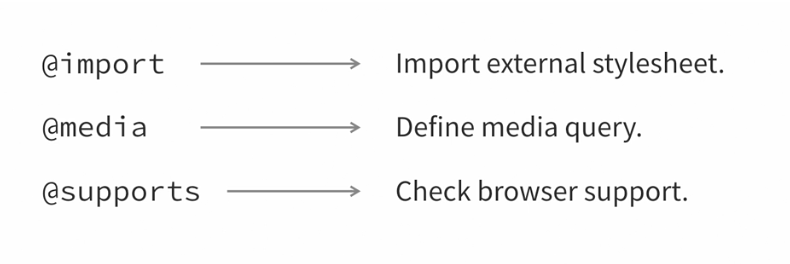 @import Import external stylesheet.
@media Define media query.
@supports Check browser support.